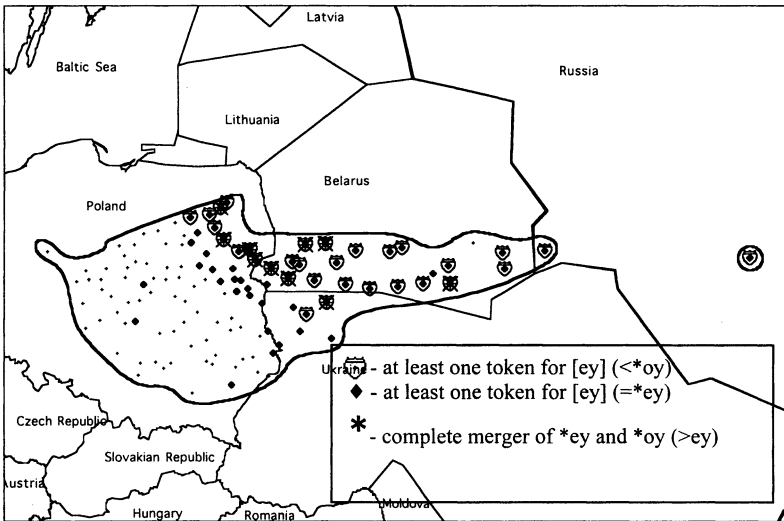 Latvia
Baltic Sea
Russia
Lithuania
Belarus
Poland
Ukraine
- at least one token for [ey] (<*oy)
- at least one token for [ey] (=*ey)
- complete merger of *ey and *oy (>ey)
Czech Republic
Slovakian Republic
Austria
Hungary
Romania
Moldova